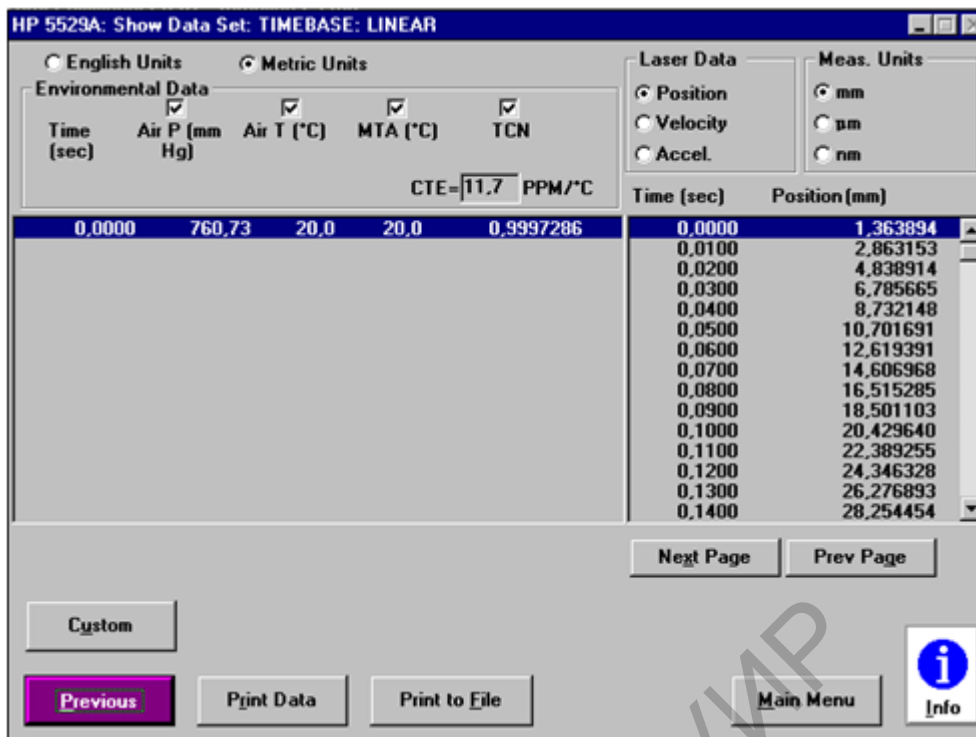 HP 5529A: Show Data Set: TIMEBASE: LINEAR
English Units Metric Units
Environmental Data
Time (sec) Air P (mm Hg) Air T (°C) MTA (°C) TCN
CTE= 11,7 PPM/°C
0,0000 760,73 20,0 20,0 0,9997286
Laser Data
Position
Velocity
Accel.
Meas. Units
mm
µm
nm
Time (sec) Position (mm)
0,0000 1,363894
0,0100 2,863153
0,0200 4,838914
0,0300 6,785665
0,0400 8,732148
0,0500 10,701691
0,0600 12,619391
0,0700 14,606968
0,0800 16,515285
0,0900 18,501103
0,1000 20,429640
0,1100 22,389255
0,1200 24,346328
0,1300 26,276893
0,1400 28,254454
Next Page Prev Page
Custom
Previous Print Data Print to File Main Menu
Info